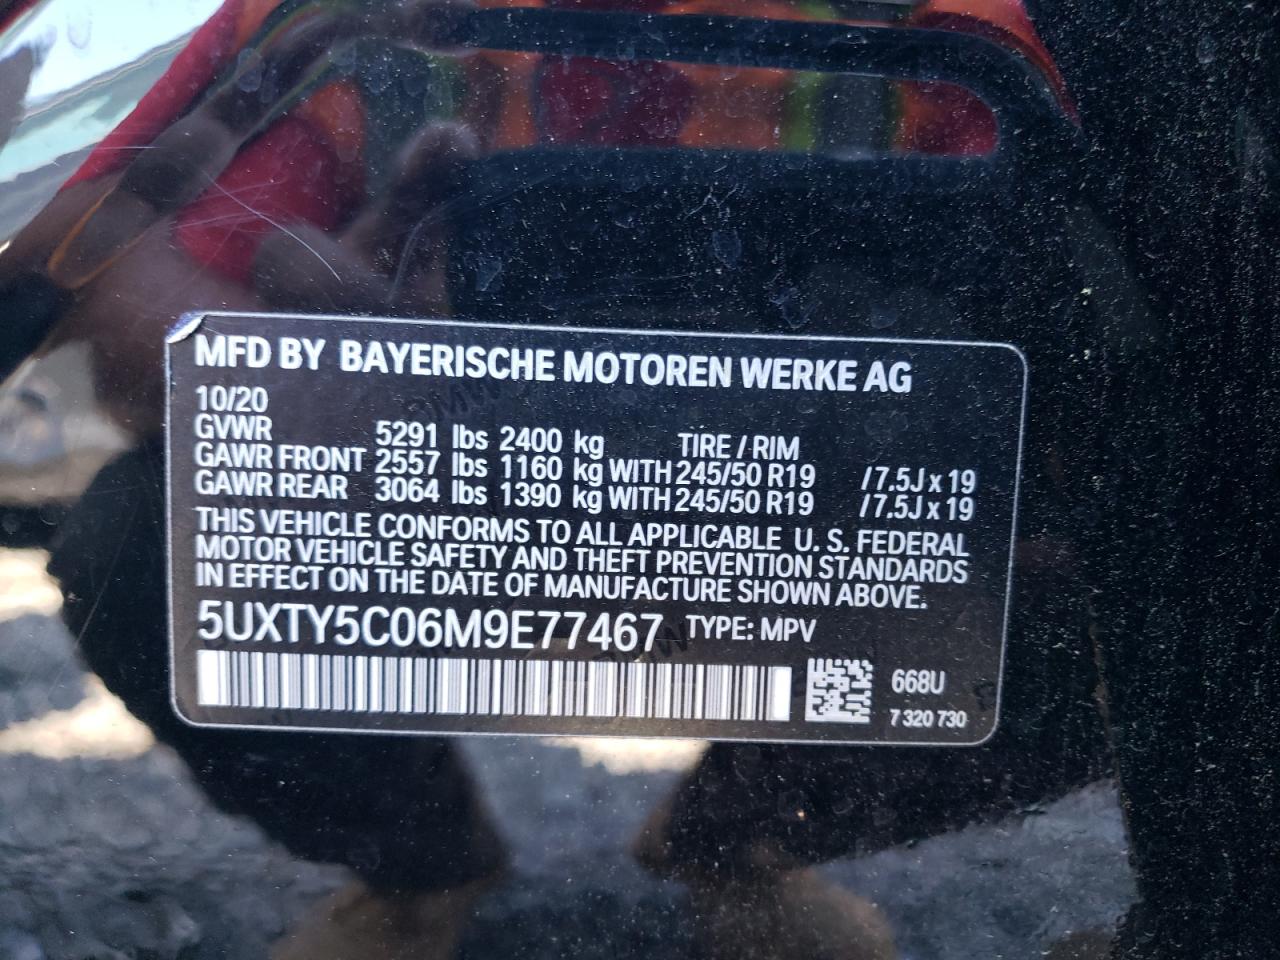 MFD BY BAYERISCHE MOTOREN WERKE AG
10/20
GVWR 5291 lbs 2400 kg TIRE / RIM
GAWR FRONT 2557 lbs 1160 kg WITH 245/50 R19 /7.5J x 19
GAWR REAR 3064 lbs 1390 kg WITH 245/50 R19 /7.5J x 19
THIS VEHICLE CONFORMS TO ALL APPLICABLE U. S. FEDERAL
MOTOR VEHICLE SAFETY AND THEFT PREVENTION STANDARDS
IN EFFECT ON THE DATE OF MANUFACTURE SHOWN ABOVE.
5UXTY5C06M9E77467 TYPE: MPV
668U
7 320 730